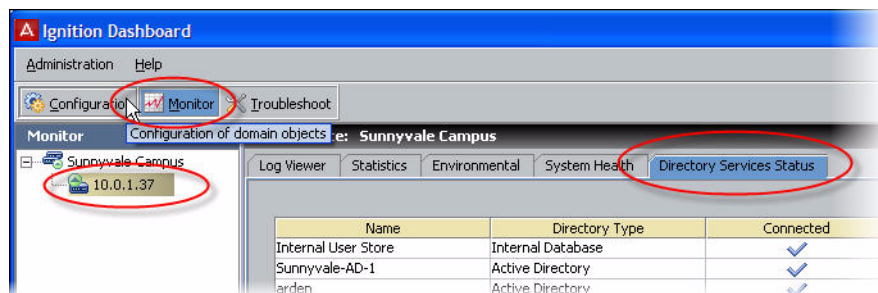 Ignition Dashboard
Administration Help
Configuration Monitor Troubleshoot
Monitor Configuration of domain objects e: Sunnyvale Campus
Sunnyvale Campus
10.0.1.37
Log Viewer Statistics Environmental System Health Directory Services Status
Name Directory Type Connected
Internal User Store Internal Database
Sunnyvale-AD-1 Active Directory
arden Active Directory